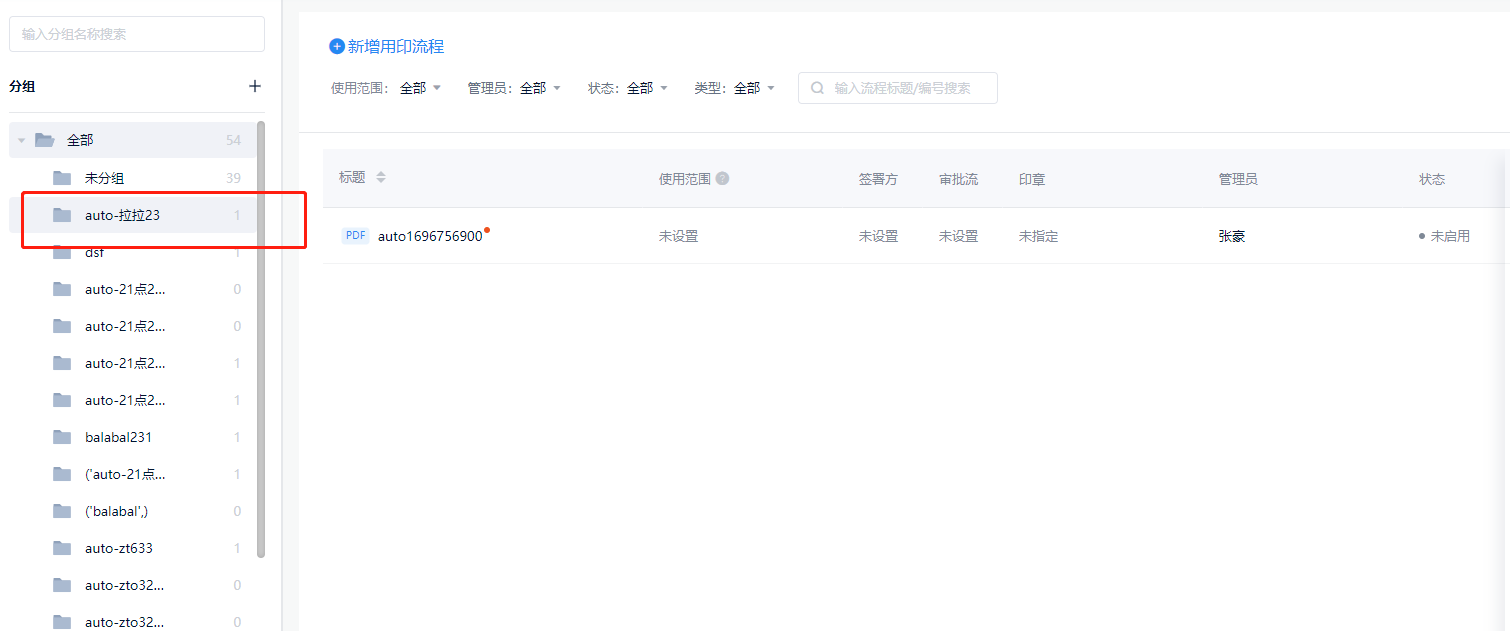 输入分组名称搜索
分组
全部 54
未分组 39
auto-拉拉23 1
dsf 1
auto-21点2... 0
auto-21点2... 0
auto-21点2... 1
auto-21点2... 1
balabal231 1
('auto-21点... 1
('balabal',) 0
auto-zt633 1
auto-zto32... 0
auto-zto32... 0
新增用印流程
使用范围: 全部 管理员: 全部 状态: 全部 类型: 全部 输入流程标题/编号搜索
标题 使用范围 ? 签署方 审批流 印章 管理员 状态
PDF auto1696756900 未设置 未设置 未设置 未指定 张豪 未启用